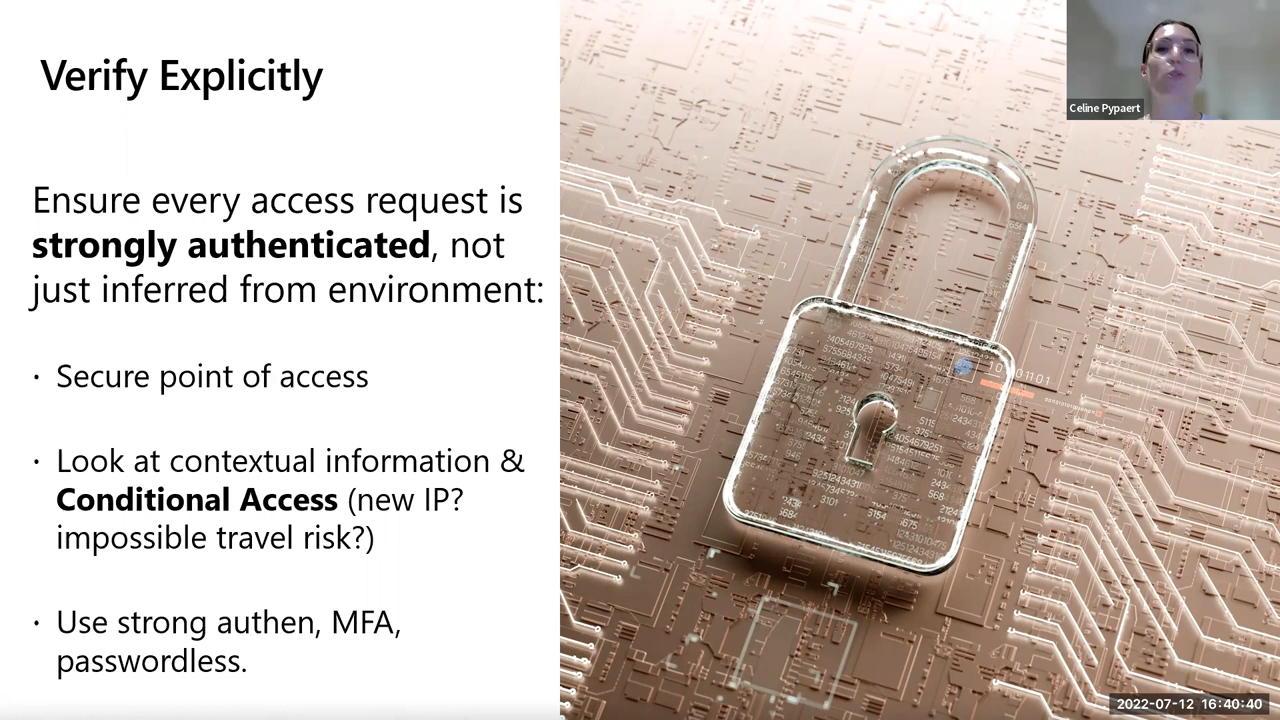 Verify Explicitly
Ensure every access request is
strongly authenticated, not
just inferred from environment:
· Secure point of access
· Look at contextual information &
Conditional Access (new IP?
impossible travel risk?)
· Use strong authen, MFA,
passwordless.
Celine Pypaert
2022-07-12 16:40:40